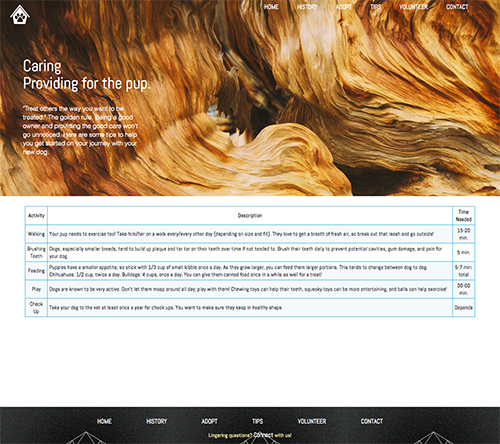 HOME HISTORY ADOPT TIPS VOLUNTEER CONTACT
Caring
Providing for the pup.
"Treat others the way you want to be
treated." The golden rule. Being a good
owner and providing the good care won't
go unnoticed. Here are some tips to help
you get started on your journey with your
new dog.
Activity Description Time
Needed
Walking Your pup needs to exercise too! Take him/her on a walk every/every other day (depending on size and fit). They love to get a breath of fresh air, so break out that leash and go outside! 15-20
min.
Brushing
Teeth Dogs, especially smaller breeds, tend to build up plaque and tar tar on their teeth over time if not tended to. Brush their teeth daily to prevent potential cavities, gum damage, and pain for
your dog. 5 min.
Feeding Puppies have a smaller appetite, so stick with 1/3 cup of small kibble once a day. As they grow larger, you can feed them larger portions. This tends to change between dog to dog.
Chihuahuas: 1/2 cup, twice a day. Bulldogs: 4 cups, once a day. You can give them canned food once in a while as well for a treat! 5-7 min.
total
Play Dogs are known to be very active. Don't let them moap around all day, play with them! Chewing toys can help their teeth, squeaky toys can be more entertaining, and balls can help exercise! 30-60
min.
Check
Up Take your dog to the vet at least once a year for check ups. You want to make sure they keep in healthy shape. Depends
HOME HISTORY ADOPT TIPS VOLUNTEER CONTACT
Lingering questions? Connect with us!